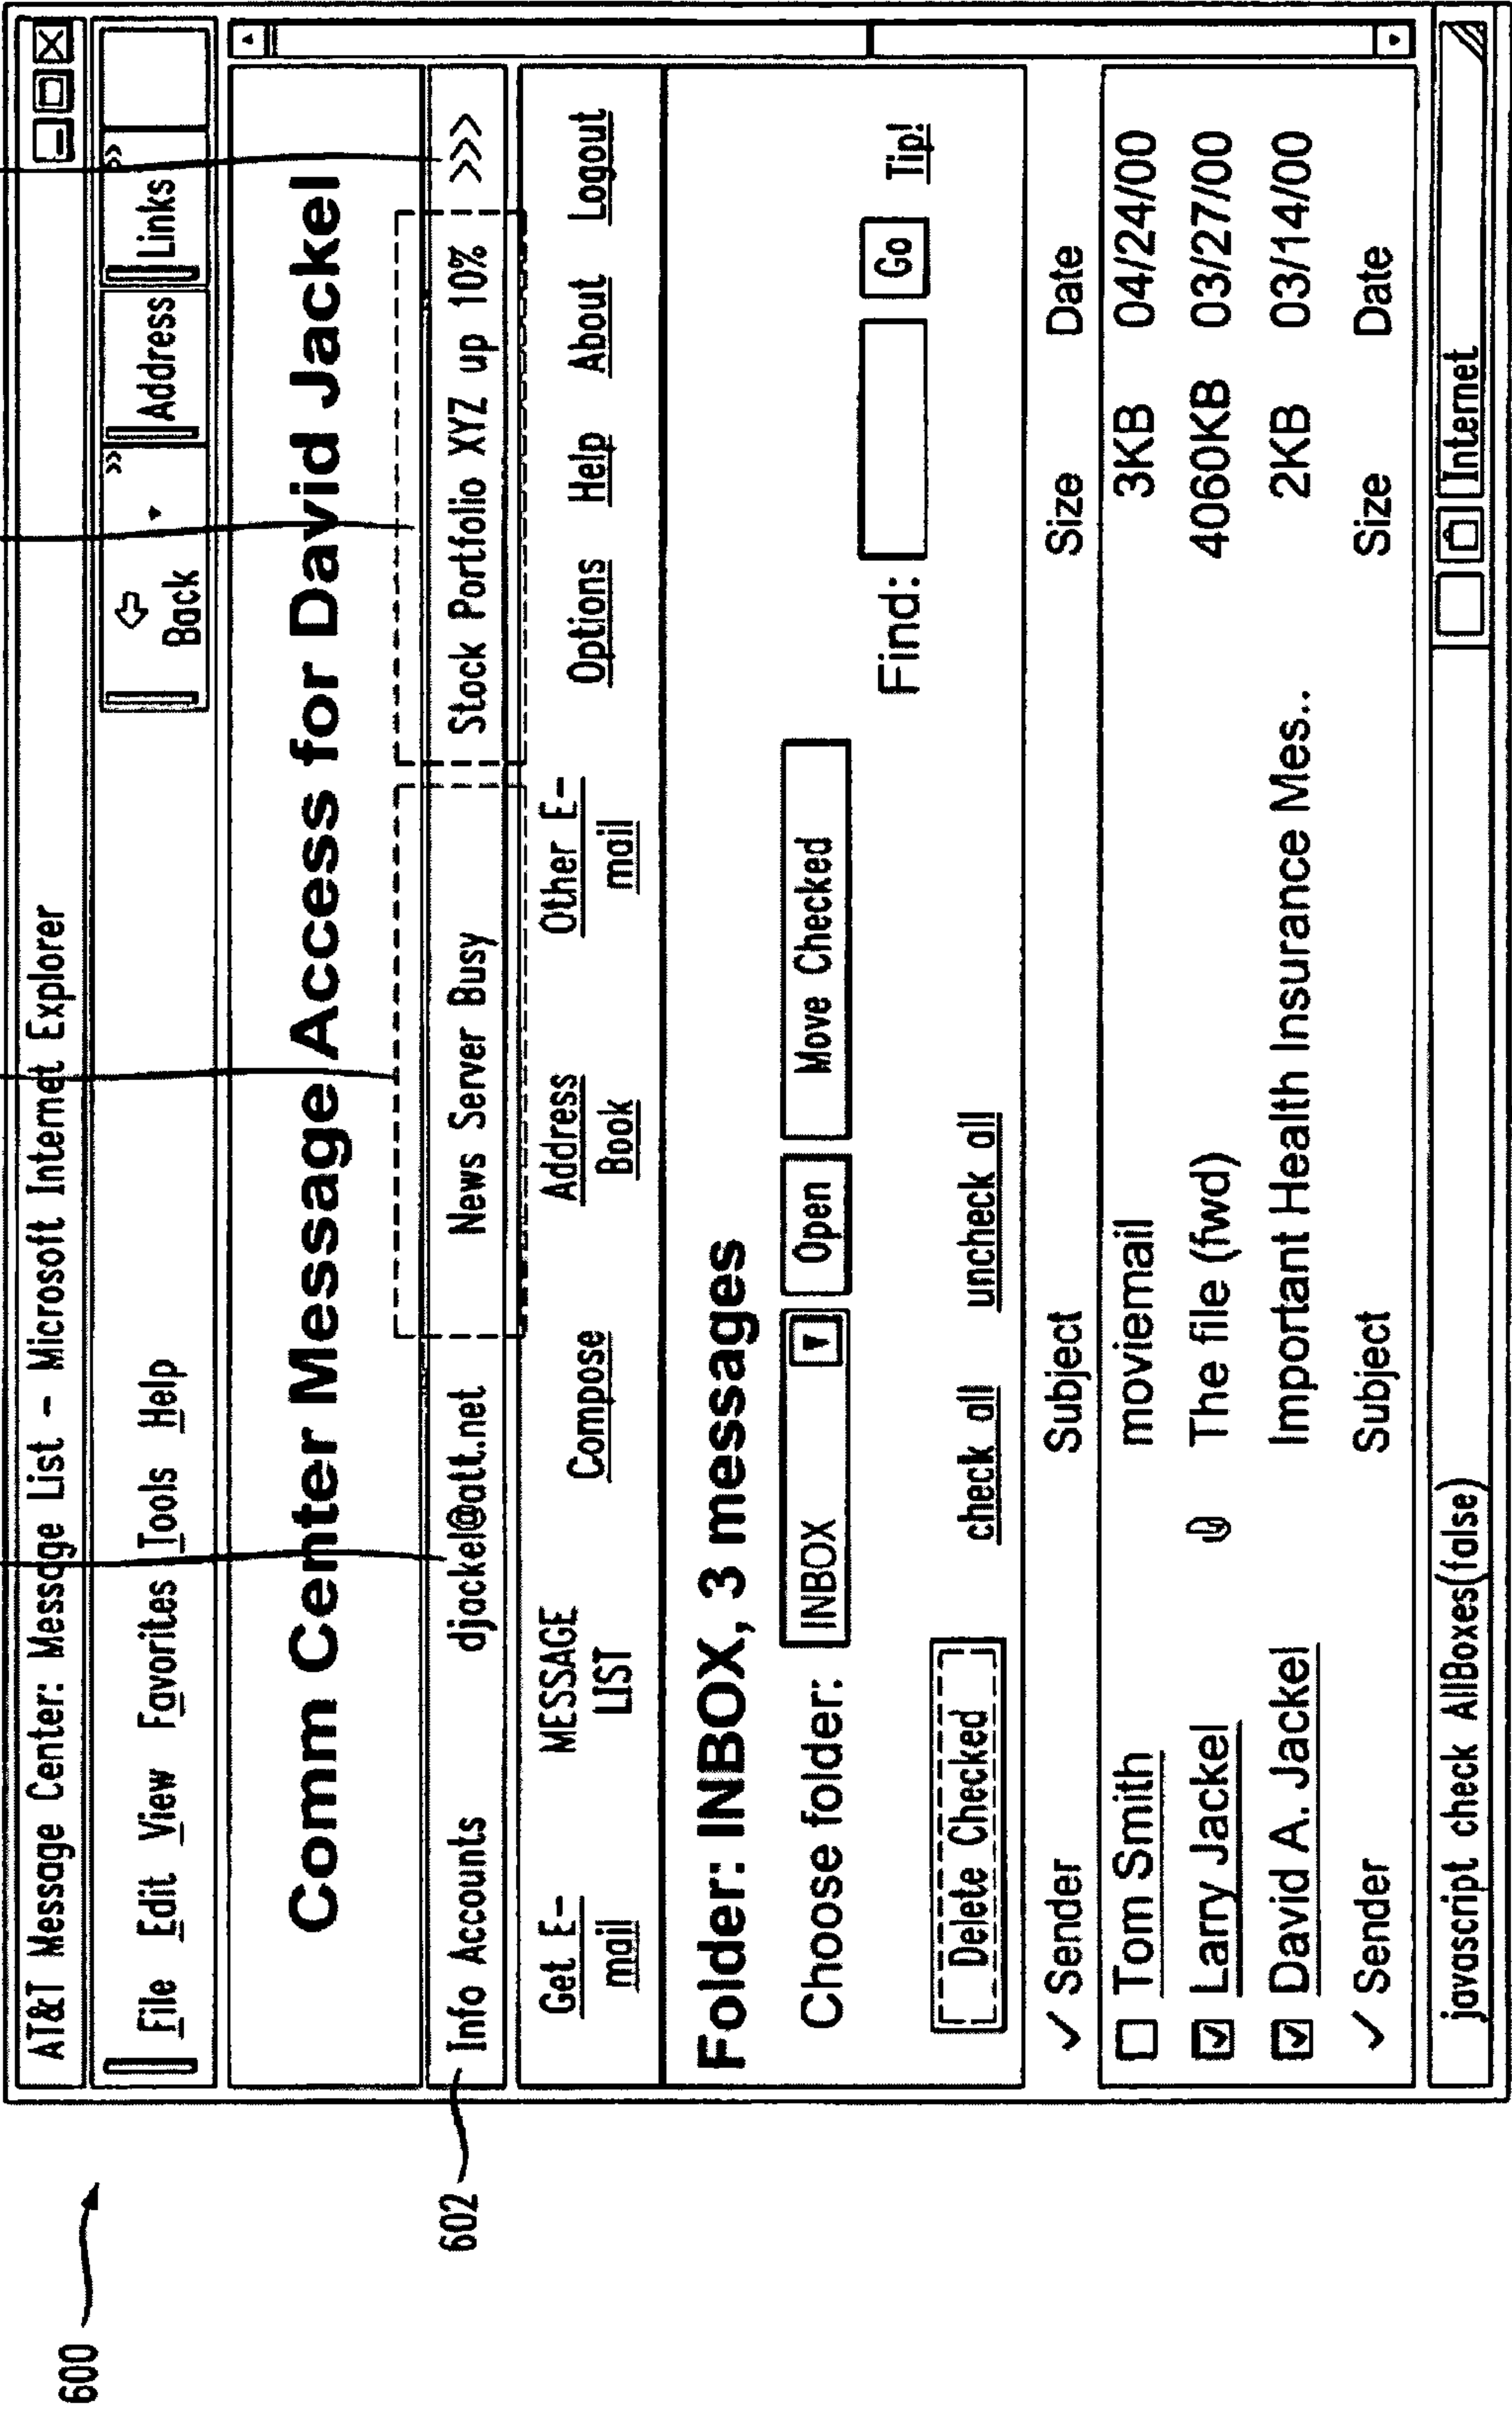 600
AT&T Message Center: Message List - Microsoft Internet Explorer
File Edit View Favorites Tools Help
Back
Address
Links
Comm Center Message Access for David Jackel
602
Info Accounts djackel@att.net News Server Busy Stock Portfolio XYZ up 10% >>>
Get E- MESSAGE Compose Address Other E- Options Help About Logout
mail LIST Book mail
Folder: INBOX, 3 messages
Choose folder: INBOX Open Move Checked
Find: Go Tip!
Delete Checked check all uncheck all
✓ Sender Subject Size Date
Tom Smith moviemail 3KB 04/24/00
Larry Jackel The file (fwd) 4060KB 03/27/00
David A. Jackel Important Health Insurance Mes.. 2KB 03/14/00
✓ Sender Subject Size Date
javascript check AllBoxes(false) Internet